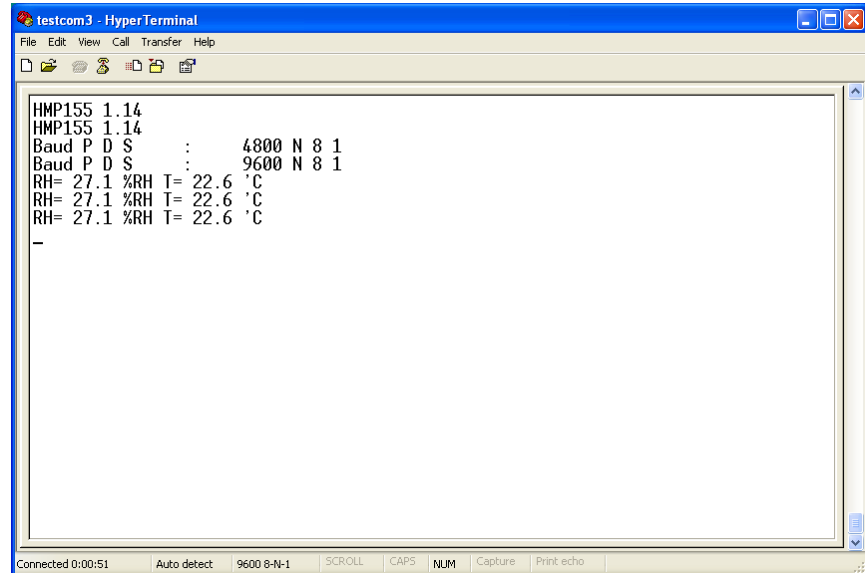 testcom3 - HyperTerminal
File Edit View Call Transfer Help
HMP155 1.14
HMP155 1.14
Baud P D S : 4800 N 8 1
Baud P D S : 9600 N 8 1
RH= 27.1 %RH T= 22.6 'C
RH= 27.1 %RH T= 22.6 'C
RH= 27.1 %RH T= 22.6 'C
_
Connected 0:00:51 Auto detect 9600 8-N-1 SCROLL CAPS NUM Capture Print echo